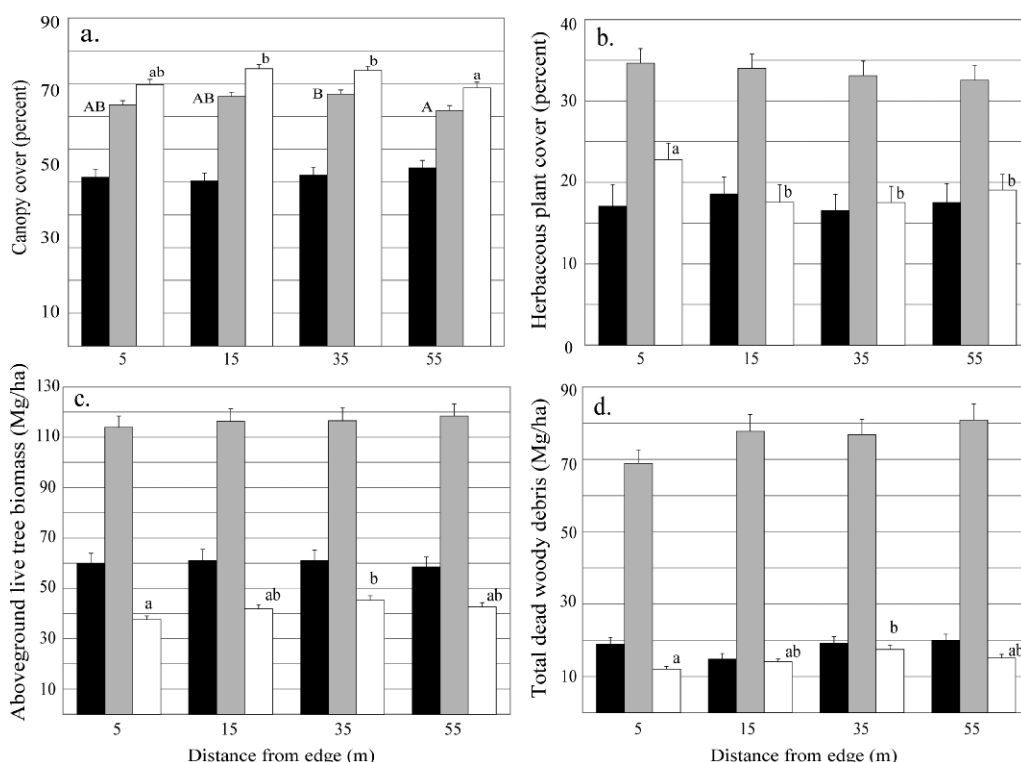 a.
Canopy cover (percent)
90
70
50
30
10
AB
ab
AB
b
B
b
A
a
5 15 35 55
b.
Herbaceous plant cover (percent)
40
30
20
10
0
a
b
b
b
5 15 35 55
c.
Aboveground live tree biomass (Mg/ha)
130
110
90
70
50
30
10
a
ab
b
ab
5 15 35 55
Distance from edge (m)
d.
Total dead woody debris (Mg/ha)
90
70
50
30
10
a
ab
b
ab
5 15 35 55
Distance from edge (m)